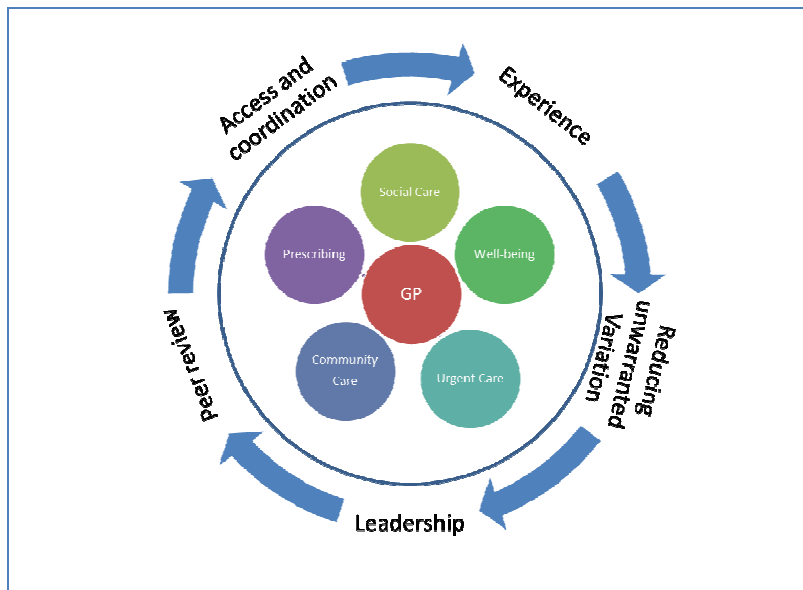 Access and
coordination
Experience
Social Care
Prescribing
Well-being
GP
Community
Care
Urgent Care
Reducing
unwarranted
Variation
Peer review
Leadership